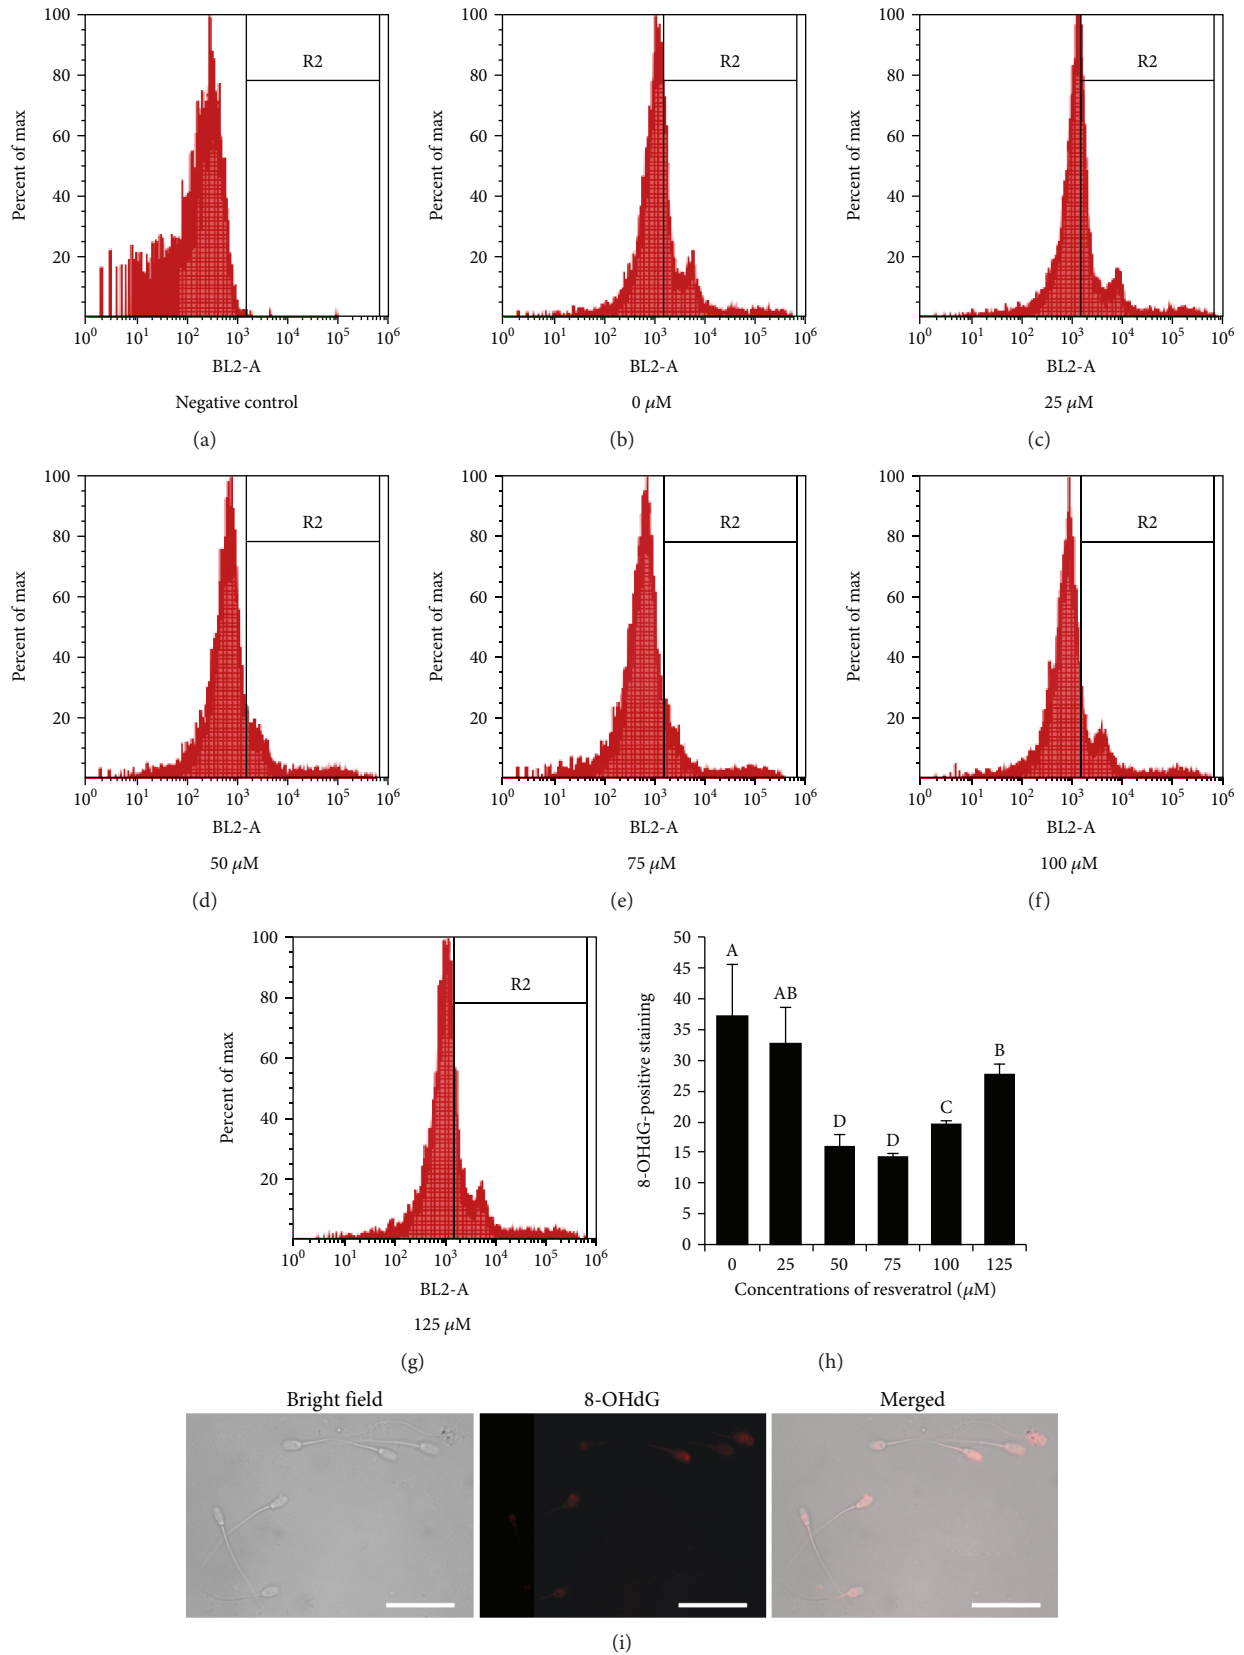 100
80
60
40
20
Percent of max
R2
10⁰ 10¹ 10² 10³ 10⁴ 10⁵ 10⁶
BL2-A
Negative control
(a)
100
80
60
40
20
Percent of max
R2
10⁰ 10¹ 10² 10³ 10⁴ 10⁵ 10⁶
BL2-A
0 μM
(b)
100
80
60
40
20
Percent of max
R2
10⁰ 10¹ 10² 10³ 10⁴ 10⁵ 10⁶
BL2-A
25 μM
(c)
100
80
60
40
20
Percent of max
R2
10⁰ 10¹ 10² 10³ 10⁴ 10⁵ 10⁶
BL2-A
50 μM
(d)
100
80
60
40
20
Percent of max
R2
10⁰ 10¹ 10² 10³ 10⁴ 10⁵ 10⁶
BL2-A
75 μM
(e)
100
80
60
40
20
Percent of max
R2
10⁰ 10¹ 10² 10³ 10⁴ 10⁵ 10⁶
BL2-A
100 μM
(f)
100
80
60
40
20
Percent of max
R2
10⁰ 10¹ 10² 10³ 10⁴ 10⁵ 10⁶
BL2-A
125 μM
(g)
50
45
40
35
30
25
20
15
10
5
0
8-OHdG-positive staining
A
AB
D
D
C
B
0 25 50 75 100 125
Concentrations of resveratrol (μM)
(h)
Bright field
8-OHdG
Merged
(i)